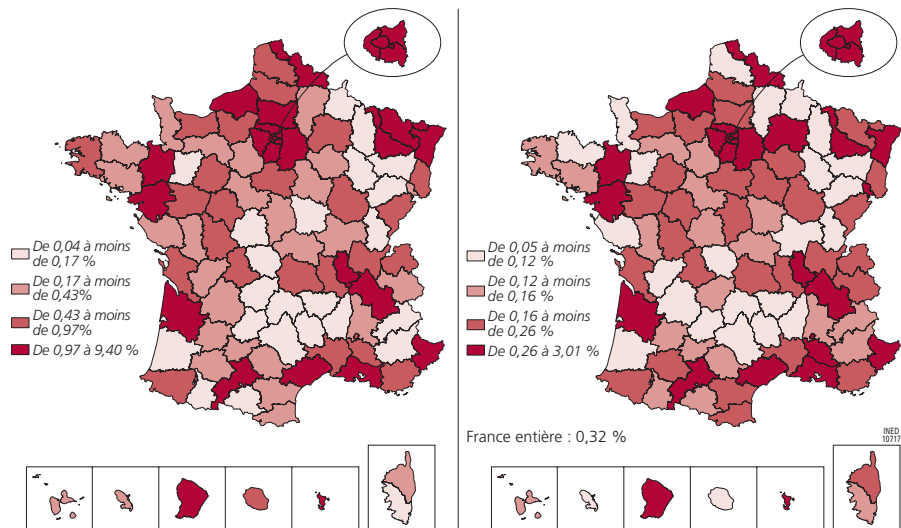 De 0,04 à moins
de 0,17 %
De 0,17 à moins
de 0,43%
De 0,43 à moins
de 0,97%
De 0,97 à 9,40 %
De 0,05 à moins
de 0,12 %
De 0,12 à moins
de 0,16 %
De 0,16 à moins
de 0,26 %
De 0,26 à 3,01 %
France entière : 0,32 %
INED
10717